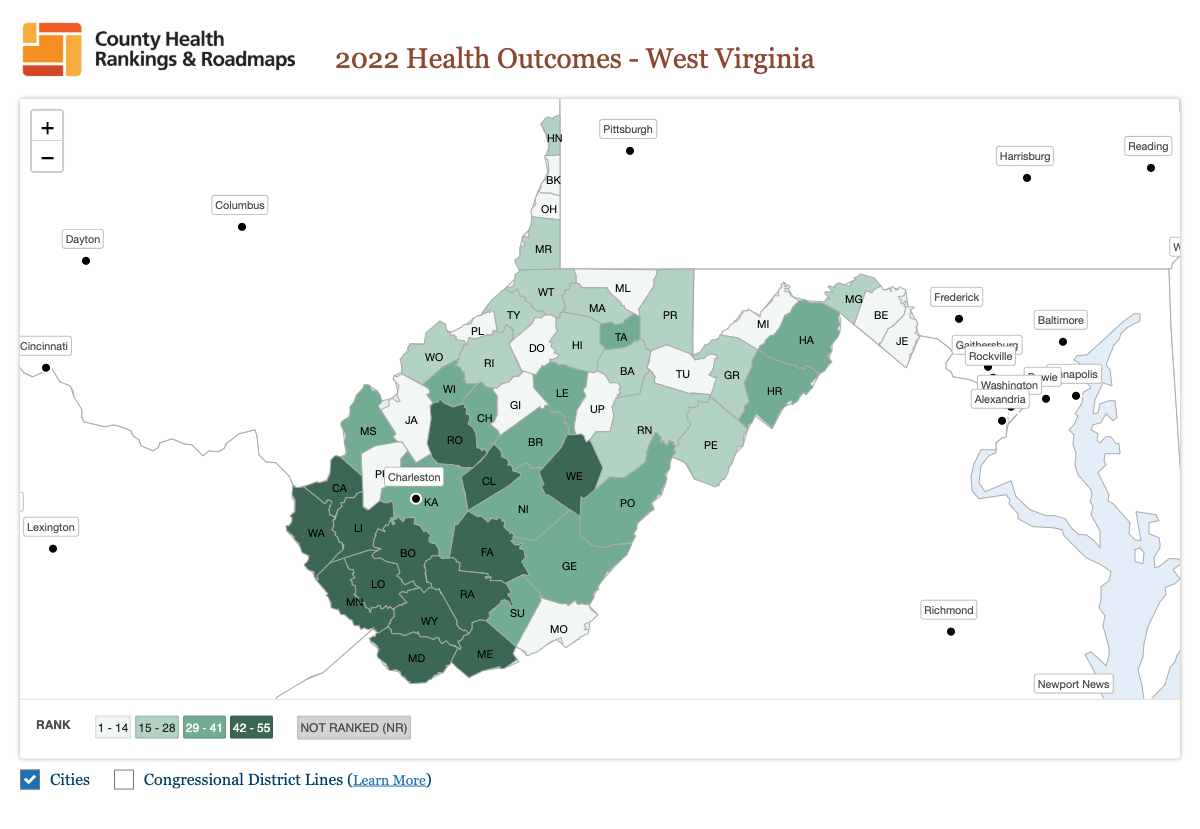 County Health
Rankings & Roadmaps
2022 Health Outcomes - West Virginia
+
−
Pittsburgh
HN
Reading
Harrisburg
BK
Columbus
OH
Dayton
MR
W
WT
ML
MG
Frederick
MA
TY
PR
BE
Baltimore
MI
PL
TA
HA
JE
Cincinnati
DO
HI
Gaithersburg
Rockville
WO
RI
BA
TU
GR
napolis
owie
Washington
WI
LE
HR
Alexandria
GI
UP
JA
CH
MS
RN
RO
BR
PE
Charleston
WE
CL
CA
KA
PO
NI
Lexington
LI
WA
BO
FA
GE
LO
RA
MN
Richmond
SU
WY
MO
ME
MD
Newport News
RANK
1 - 14
15 - 28
29 - 41
42 - 55
NOT RANKED (NR)
Cities
Congressional District Lines (Learn More)